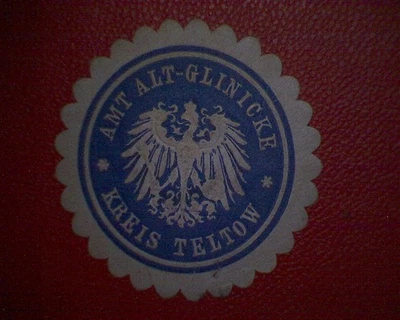 AMT ALT-GLINICKE
KREIS TELTOW